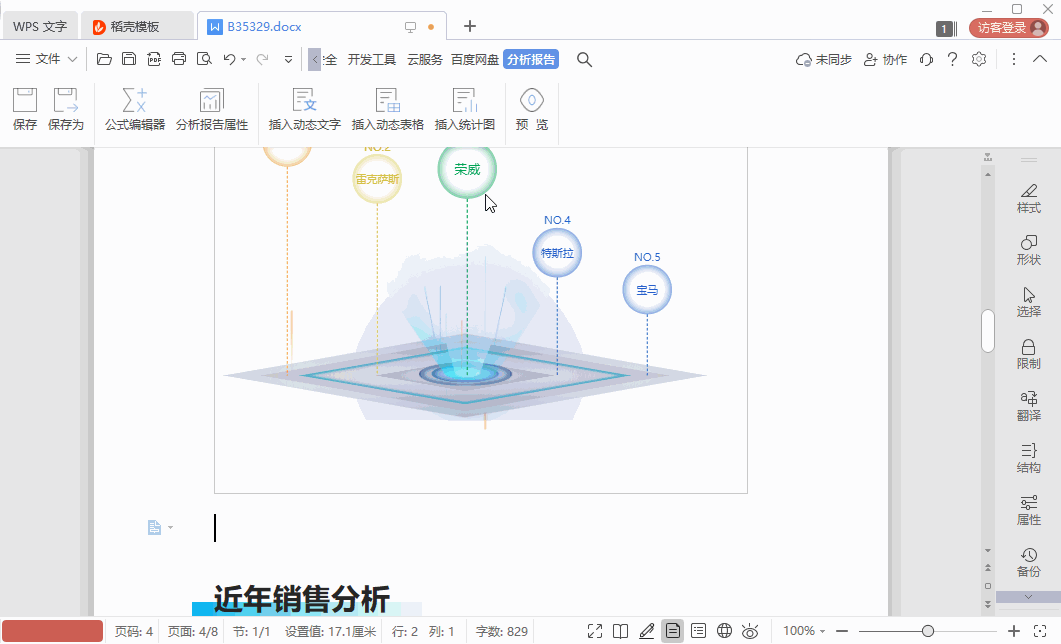 WPS 文字 稻壳模板 B35329.docx 1 访客登录
文件 全 开发工具 云服务 百度网盘 分析报告 未同步 协作
保存 保存为 公式编辑器 分析报告属性 插入动态文字 插入动态表格 插入统计图 预 览
NO.2
雷克萨斯
荣威
NO.4
特斯拉
NO.5
宝马
样式
形状
选择
限制
翻译
结构
属性
备份
近年销售分析
页码: 4 页面: 4/8 节: 1/1 设置值: 17.1厘米 行: 2 列: 1 字数: 829 100%